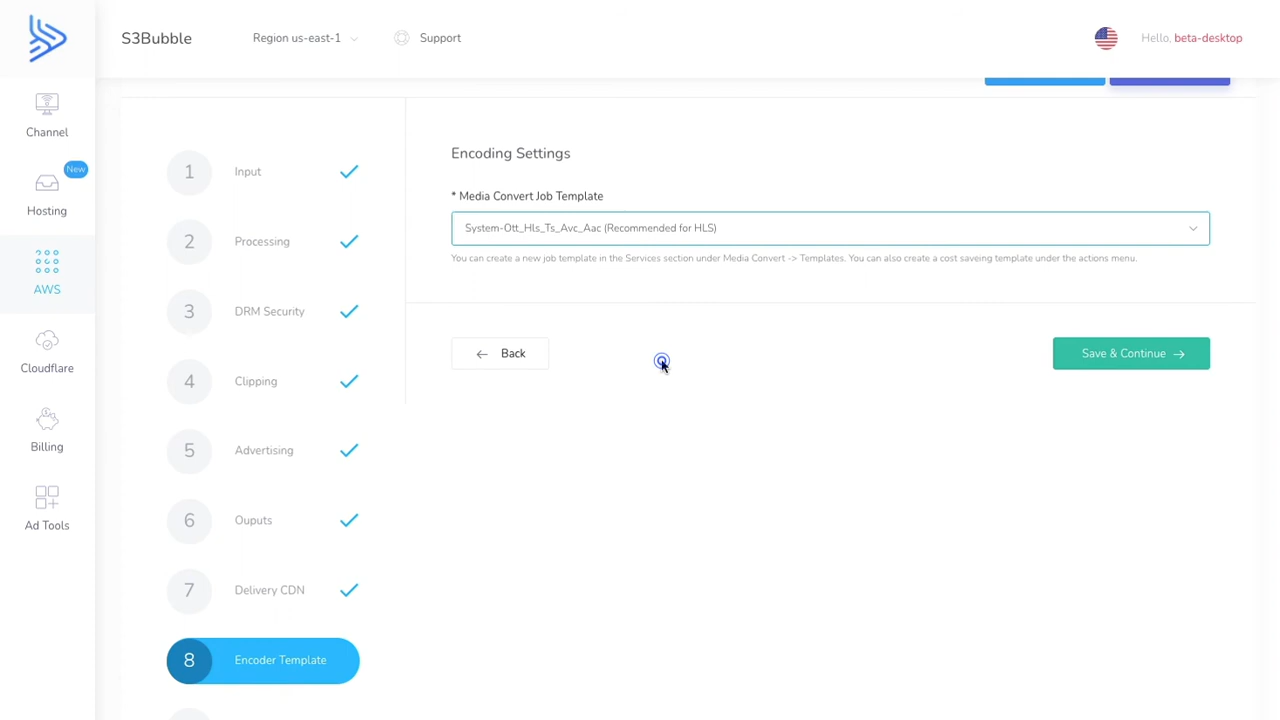 S3Bubble
Region us-east-1
Support
Hello, beta-desktop
Channel
New
Hosting
AWS
Cloudflare
Billing
Ad Tools
1 Input
2 Processing
3 DRM Security
4 Clipping
5 Advertising
6 Ouputs
7 Delivery CDN
8 Encoder Template
Encoding Settings
* Media Convert Job Template
System-Ott_Hls_Ts_Avc_Aac (Recommended for HLS)
You can create a new job template in the Services section under Media Convert -> Templates. You can also create a cost saveing template under the actions menu.
← Back
Save & Continue →